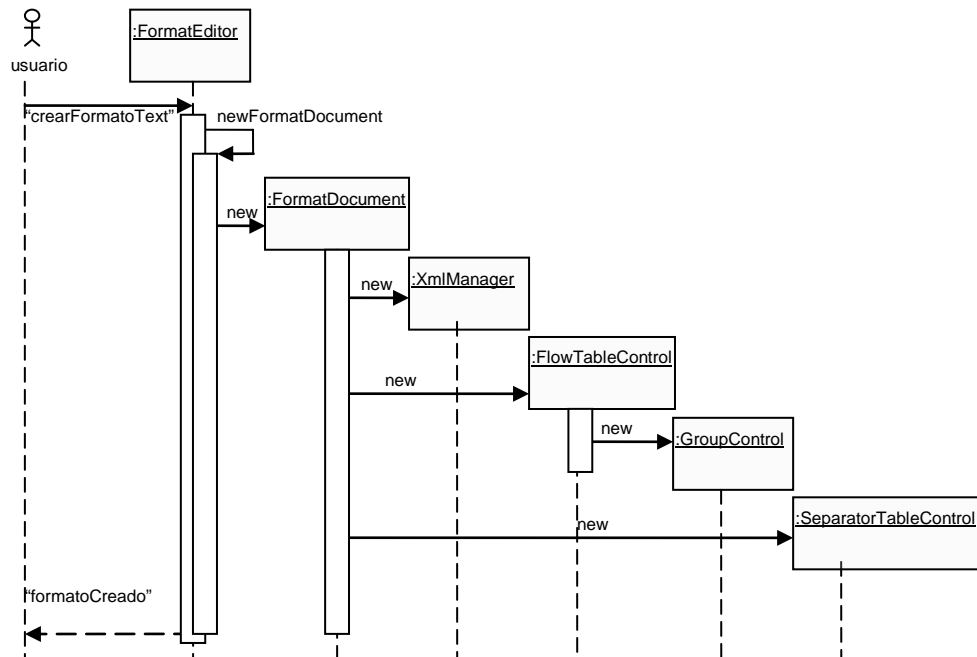 :FormatEditor
usuario
“crearFormatoText”
newFormatDocument
:FormatDocument
new
:XmlManager
new
:FlowTableControl
new
new
:GroupControl
:SeparatorTableControl
new
“formatoCreado”